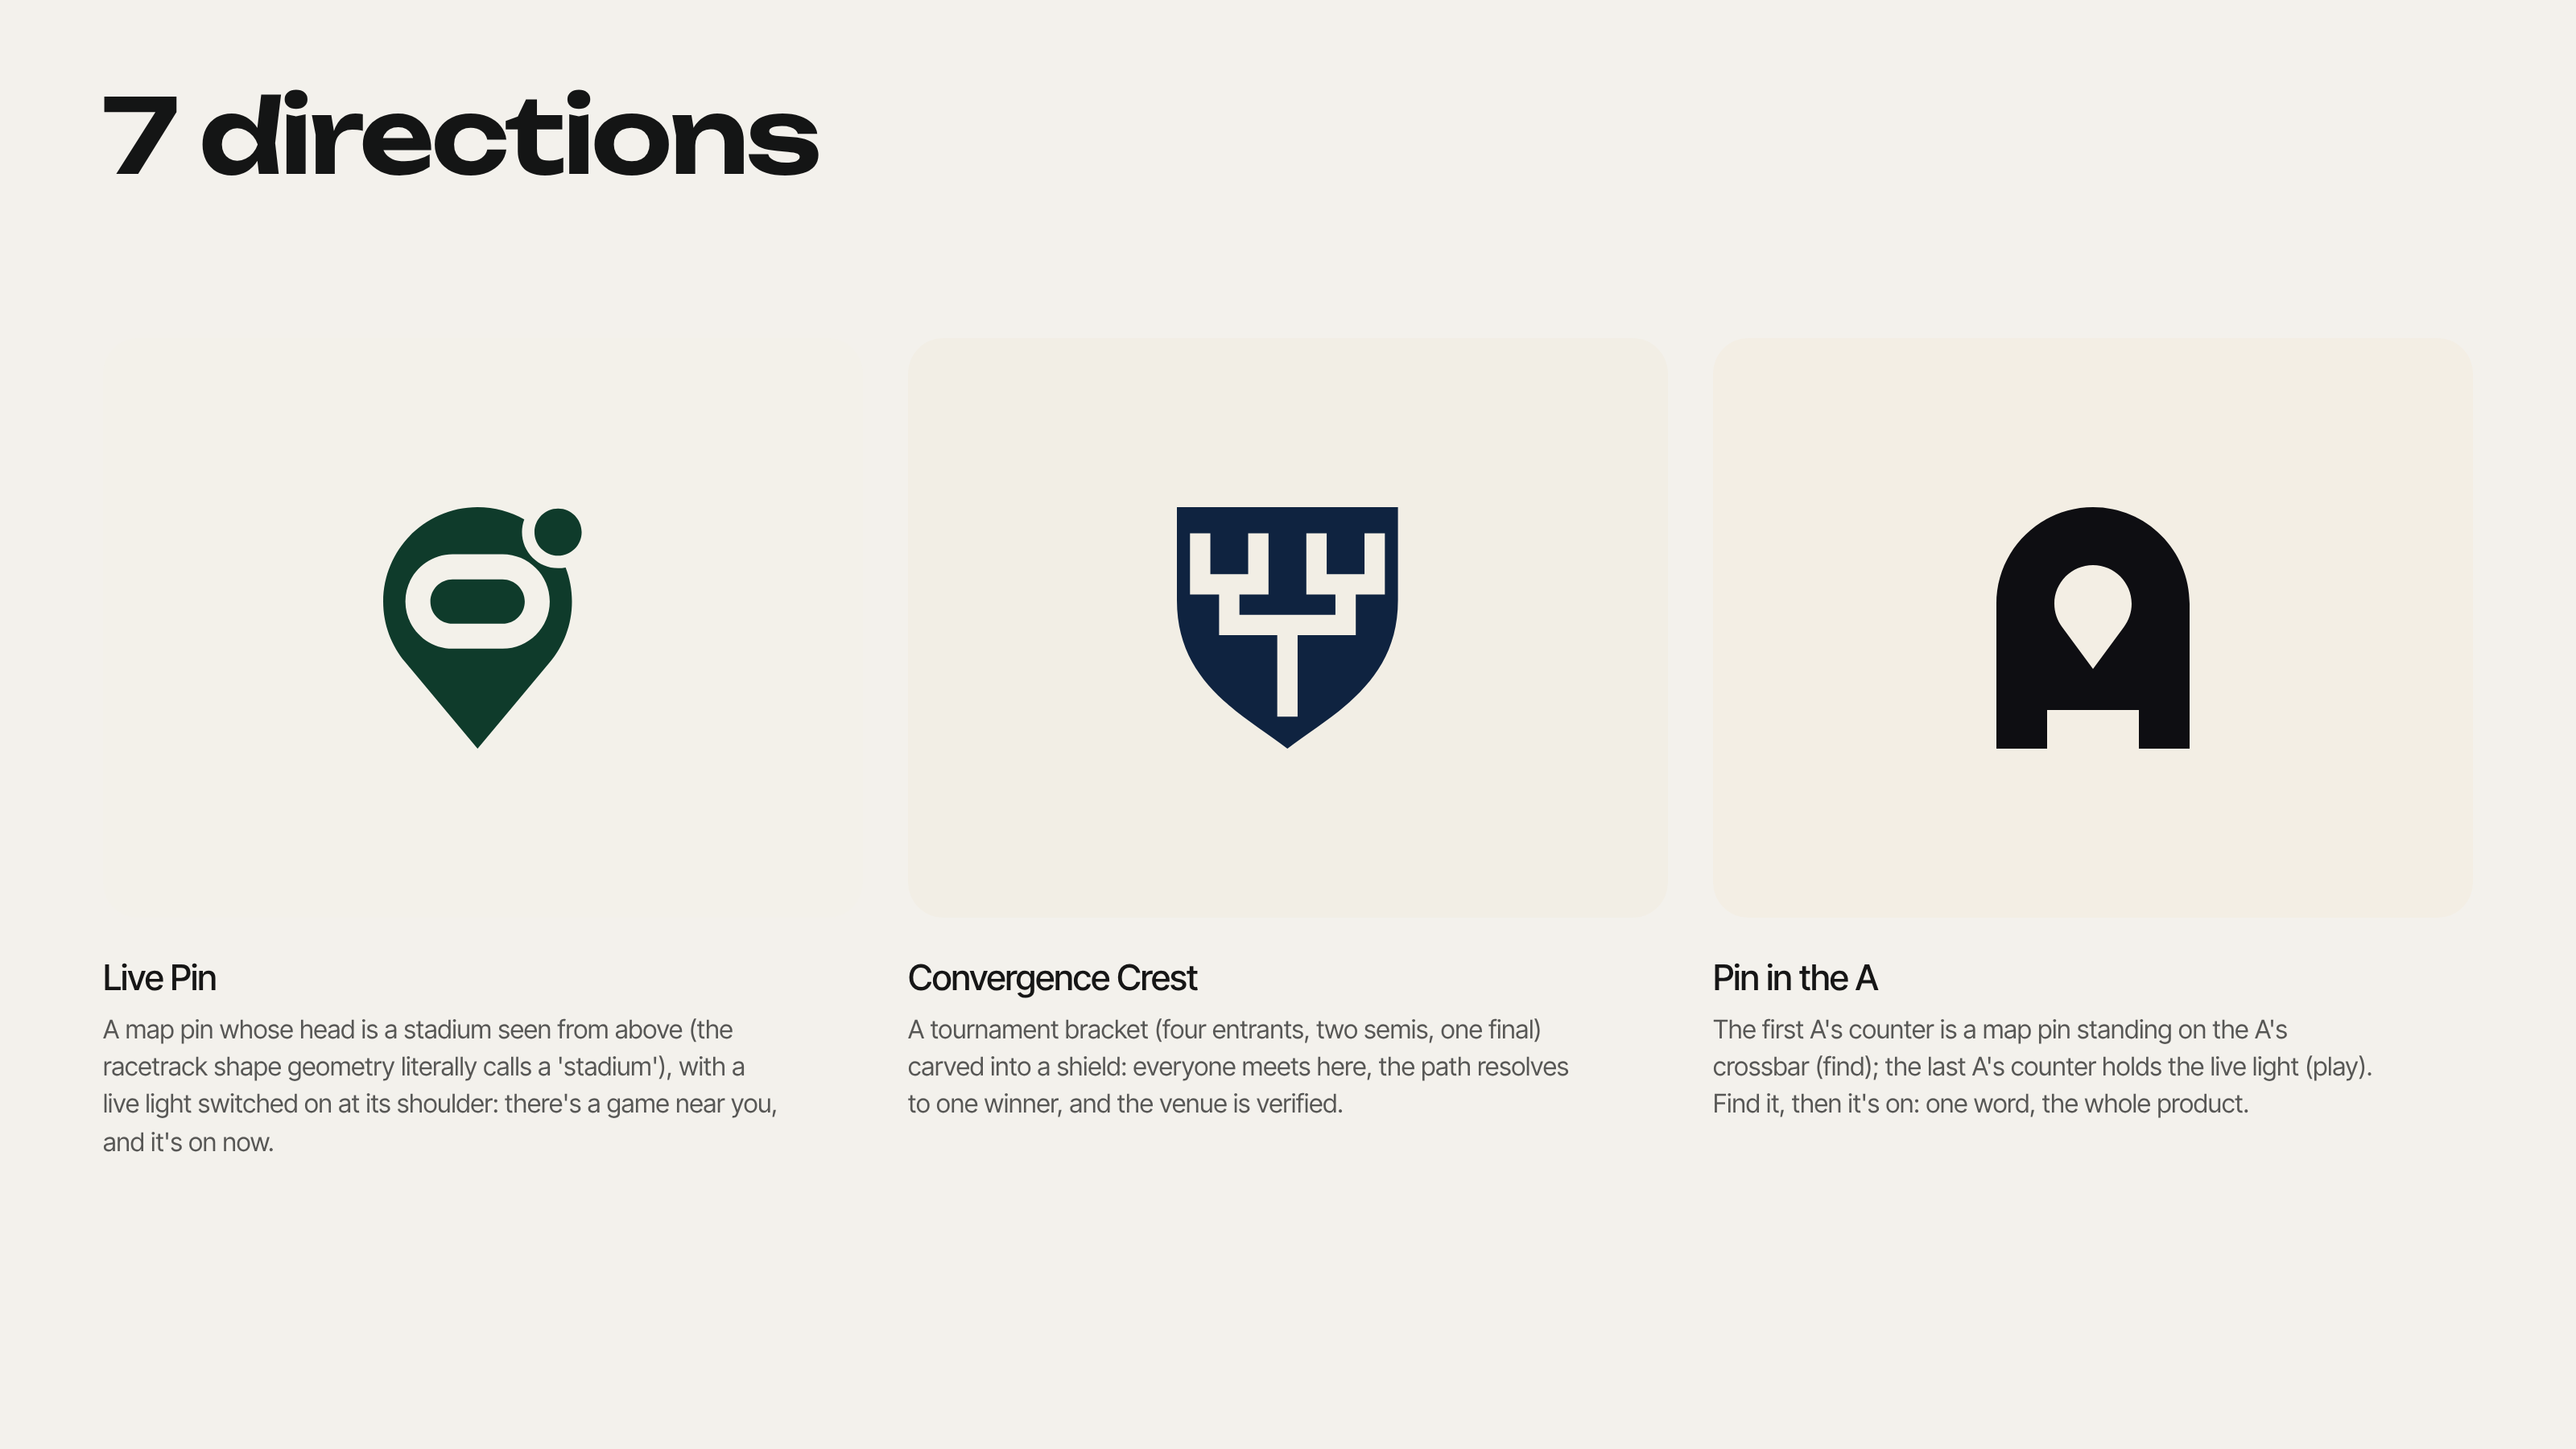 7 directions
Live Pin
A map pin whose head is a stadium seen from above (the
racetrack shape geometry literally calls a 'stadium'), with a
live light switched on at its shoulder: there's a game near you,
and it's on now.
Convergence Crest
A tournament bracket (four entrants, two semis, one final)
carved into a shield: everyone meets here, the path resolves
to one winner, and the venue is verified.
Pin in the A
The first A's counter is a map pin standing on the A's
crossbar (find); the last A's counter holds the live light (play).
Find it, then it's on: one word, the whole product.